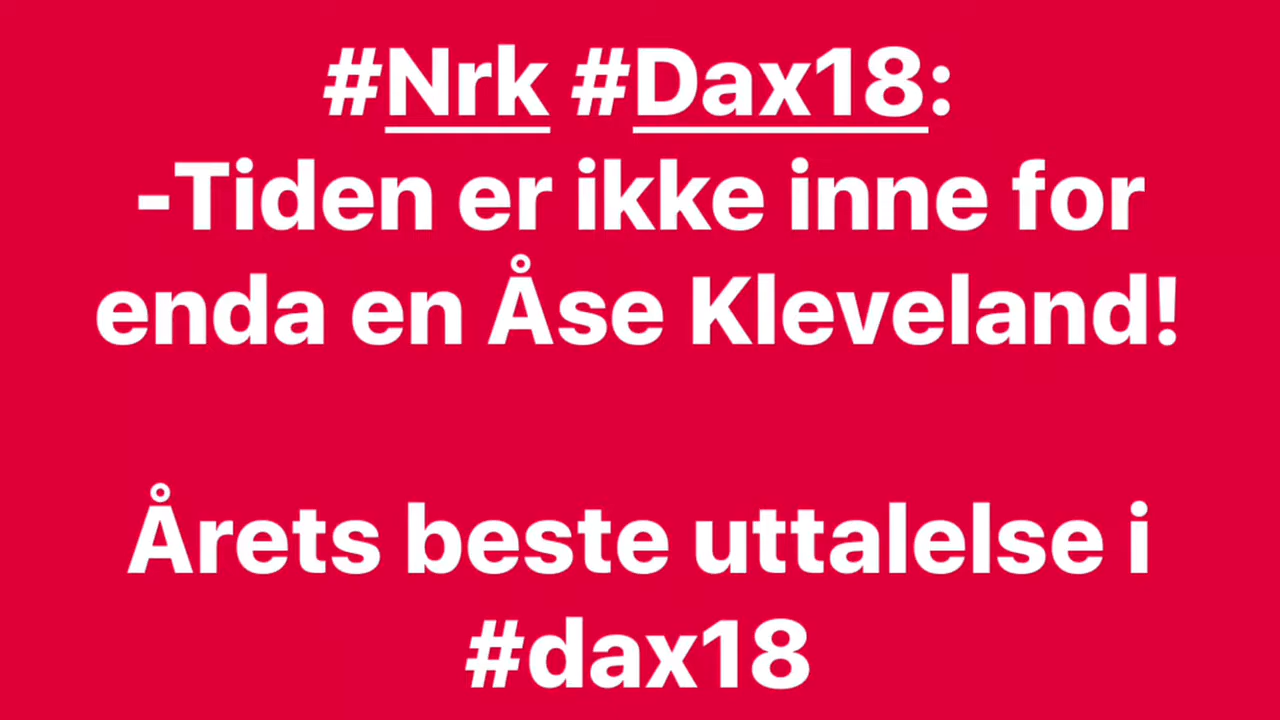 #Nrk #Dax18:
-Tiden er ikke inne for
enda en Åse Kleveland!
Årets beste uttalelse i
#dax18